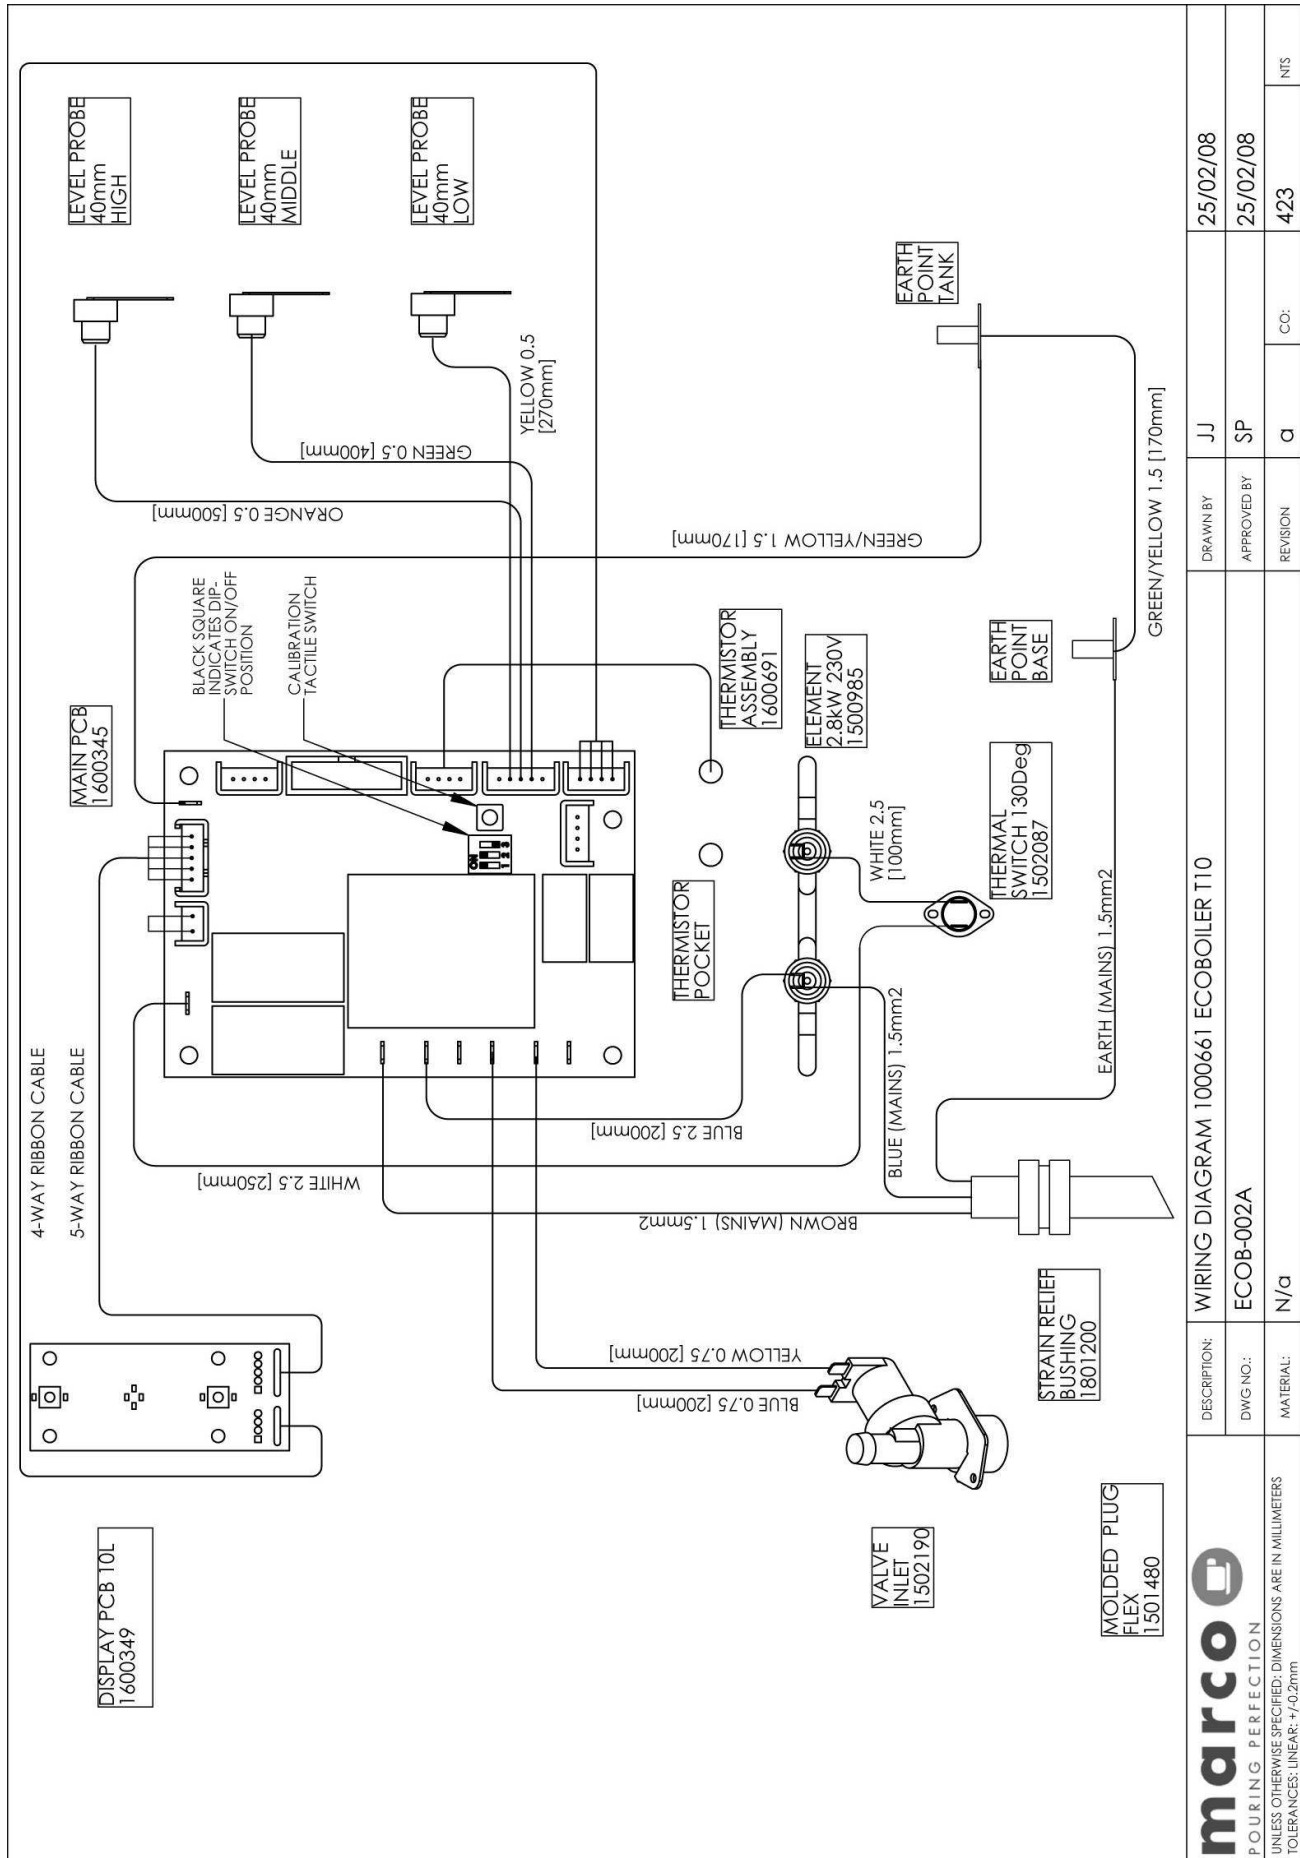 4-WAY RIBBON CABLE
5-WAY RIBBON CABLE
DISPLAY PCB 10L
1600349
MAIN PCB
1600345
BLACK SQUARE
INDICATES DIP-
SWITCH ON/OFF
POSITION
CALIBRATION
TACTILE SWITCH
ON
1 2 3
LEVEL PROBE
40mm
HIGH
LEVEL PROBE
40mm
MIDDLE
LEVEL PROBE
40mm
LOW
ORANGE 0.5 [500mm]
GREEN 0.5 [400mm]
YELLOW 0.5
[270mm]
WHITE 2.5 [250mm]
BLUE 2.5 [200mm]
BROWN (MAINS) 1.5mm2
YELLOW 0.75 [200mm]
BLUE 0.75 [200mm]
GREEN/YELLOW 1.5 [170mm]
THERMISTOR
POCKET
THERMISTOR
ASSEMBLY
1600691
ELEMENT
2.8kW 230V
1500985
WHITE 2.5
[100mm]
BLUE (MAINS) 1.5mm2
THERMAL
SWITCH 130Deg
1502087
EARTH
POINT
TANK
EARTH
POINT
BASE
EARTH (MAINS) 1.5mm2
GREEN/YELLOW 1.5 [170mm]
VALVE
INLET
1502190
STRAIN RELIEF
BUSHING
1801200
MOLDED PLUG
FLEX
1501480
marco
POURING PERFECTION
UNLESS OTHERWISE SPECIFIED: DIMENSIONS ARE IN MILLIMETERS
TOLERANCES: LINEAR: +/-0.2mm
DESCRIPTION: WIRING DIAGRAM 1000661 ECOBOILER T10
DRAWN BY JJ 25/02/08
DWG NO.: ECOB-002A
APPROVED BY SP 25/02/08
MATERIAL: N/a
REVISION a CO: 423 NTS